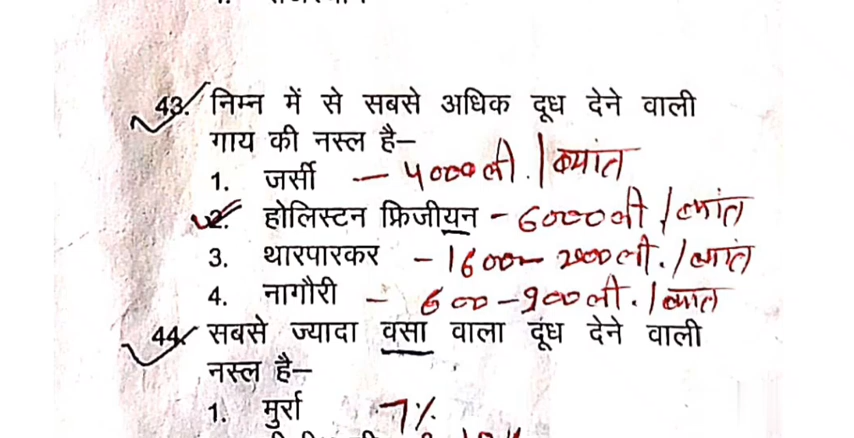 43. निम्न में से सबसे अधिक दूध देने वाली
गाय की नस्ल है–
1. जर्सी – 4000 ली. / ब्यांत
2. होलिस्टन फ्रिजीयन - 6000 ली / ब्यांत
3. थारपारकर - 1600 - 2000 ली. / ब्यांत
4. नागौरी - 600 - 900 ली. / ब्यांत
44. सबसे ज्यादा वसा वाला दूध देने वाली
नस्ल है–
1. मुर्रा 7%